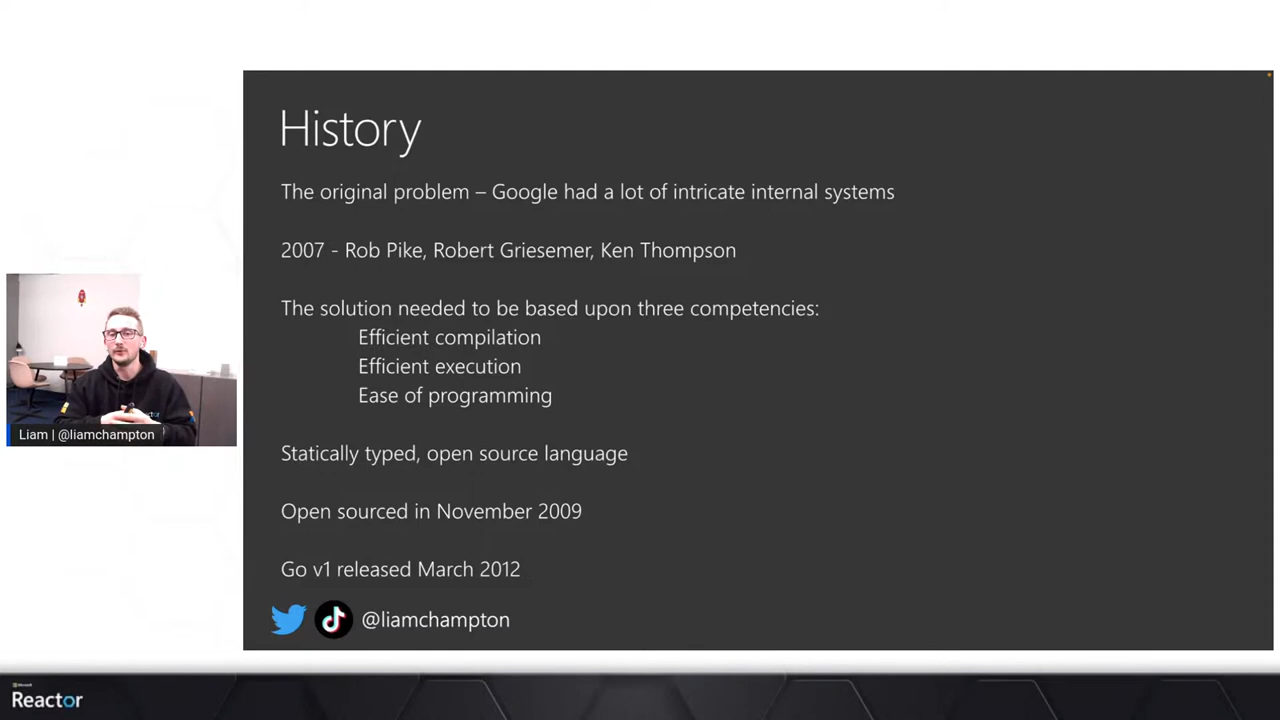 History
The original problem – Google had a lot of intricate internal systems
2007 - Rob Pike, Robert Griesemer, Ken Thompson
The solution needed to be based upon three competencies:
Efficient compilation
Efficient execution
Ease of programming
Statically typed, open source language
Open sourced in November 2009
Go v1 released March 2012
@liamchampton
Liam | @liamchampton
Microsoft
Reactor